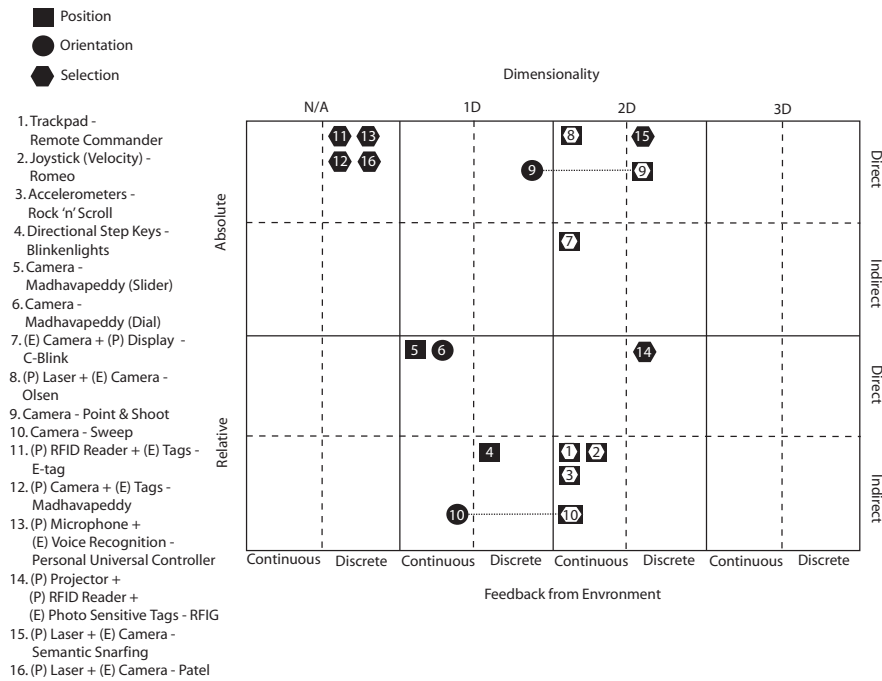 Position
Orientation
Selection
Dimensionality
N/A 1D 2D 3D
1. Trackpad -
Remote Commander
2. Joystick (Velocity) -
Romeo
3. Accelerometers -
Rock 'n' Scroll
4. Directional Step Keys -
Blinkenlights
5. Camera -
Madhavapeddy (Slider)
6. Camera -
Madhavapeddy (Dial)
7. (E) Camera + (P) Display -
C-Blink
8. (P) Laser + (E) Camera -
Olsen
9. Camera - Point & Shoot
10. Camera - Sweep
11. (P) RFID Reader + (E) Tags -
E-tag
12. (P) Camera + (E) Tags -
Madhavapeddy
13. (P) Microphone +
(E) Voice Recognition -
Personal Universal Controller
14. (P) Projector +
(P) RFID Reader +
(E) Photo Sensitive Tags - RFIG
15. (P) Laser + (E) Camera -
Semantic Snarfing
16. (P) Laser + (E) Camera - Patel
Absolute
Relative
11 13 8 15
12 16 9 9
7
5 6 14
4 1 2
3
10 10
Direct
Indirect
Direct
Indirect
Continuous Discrete Continuous Discrete Continuous Discrete Continuous Discrete
Feedback from Envronment